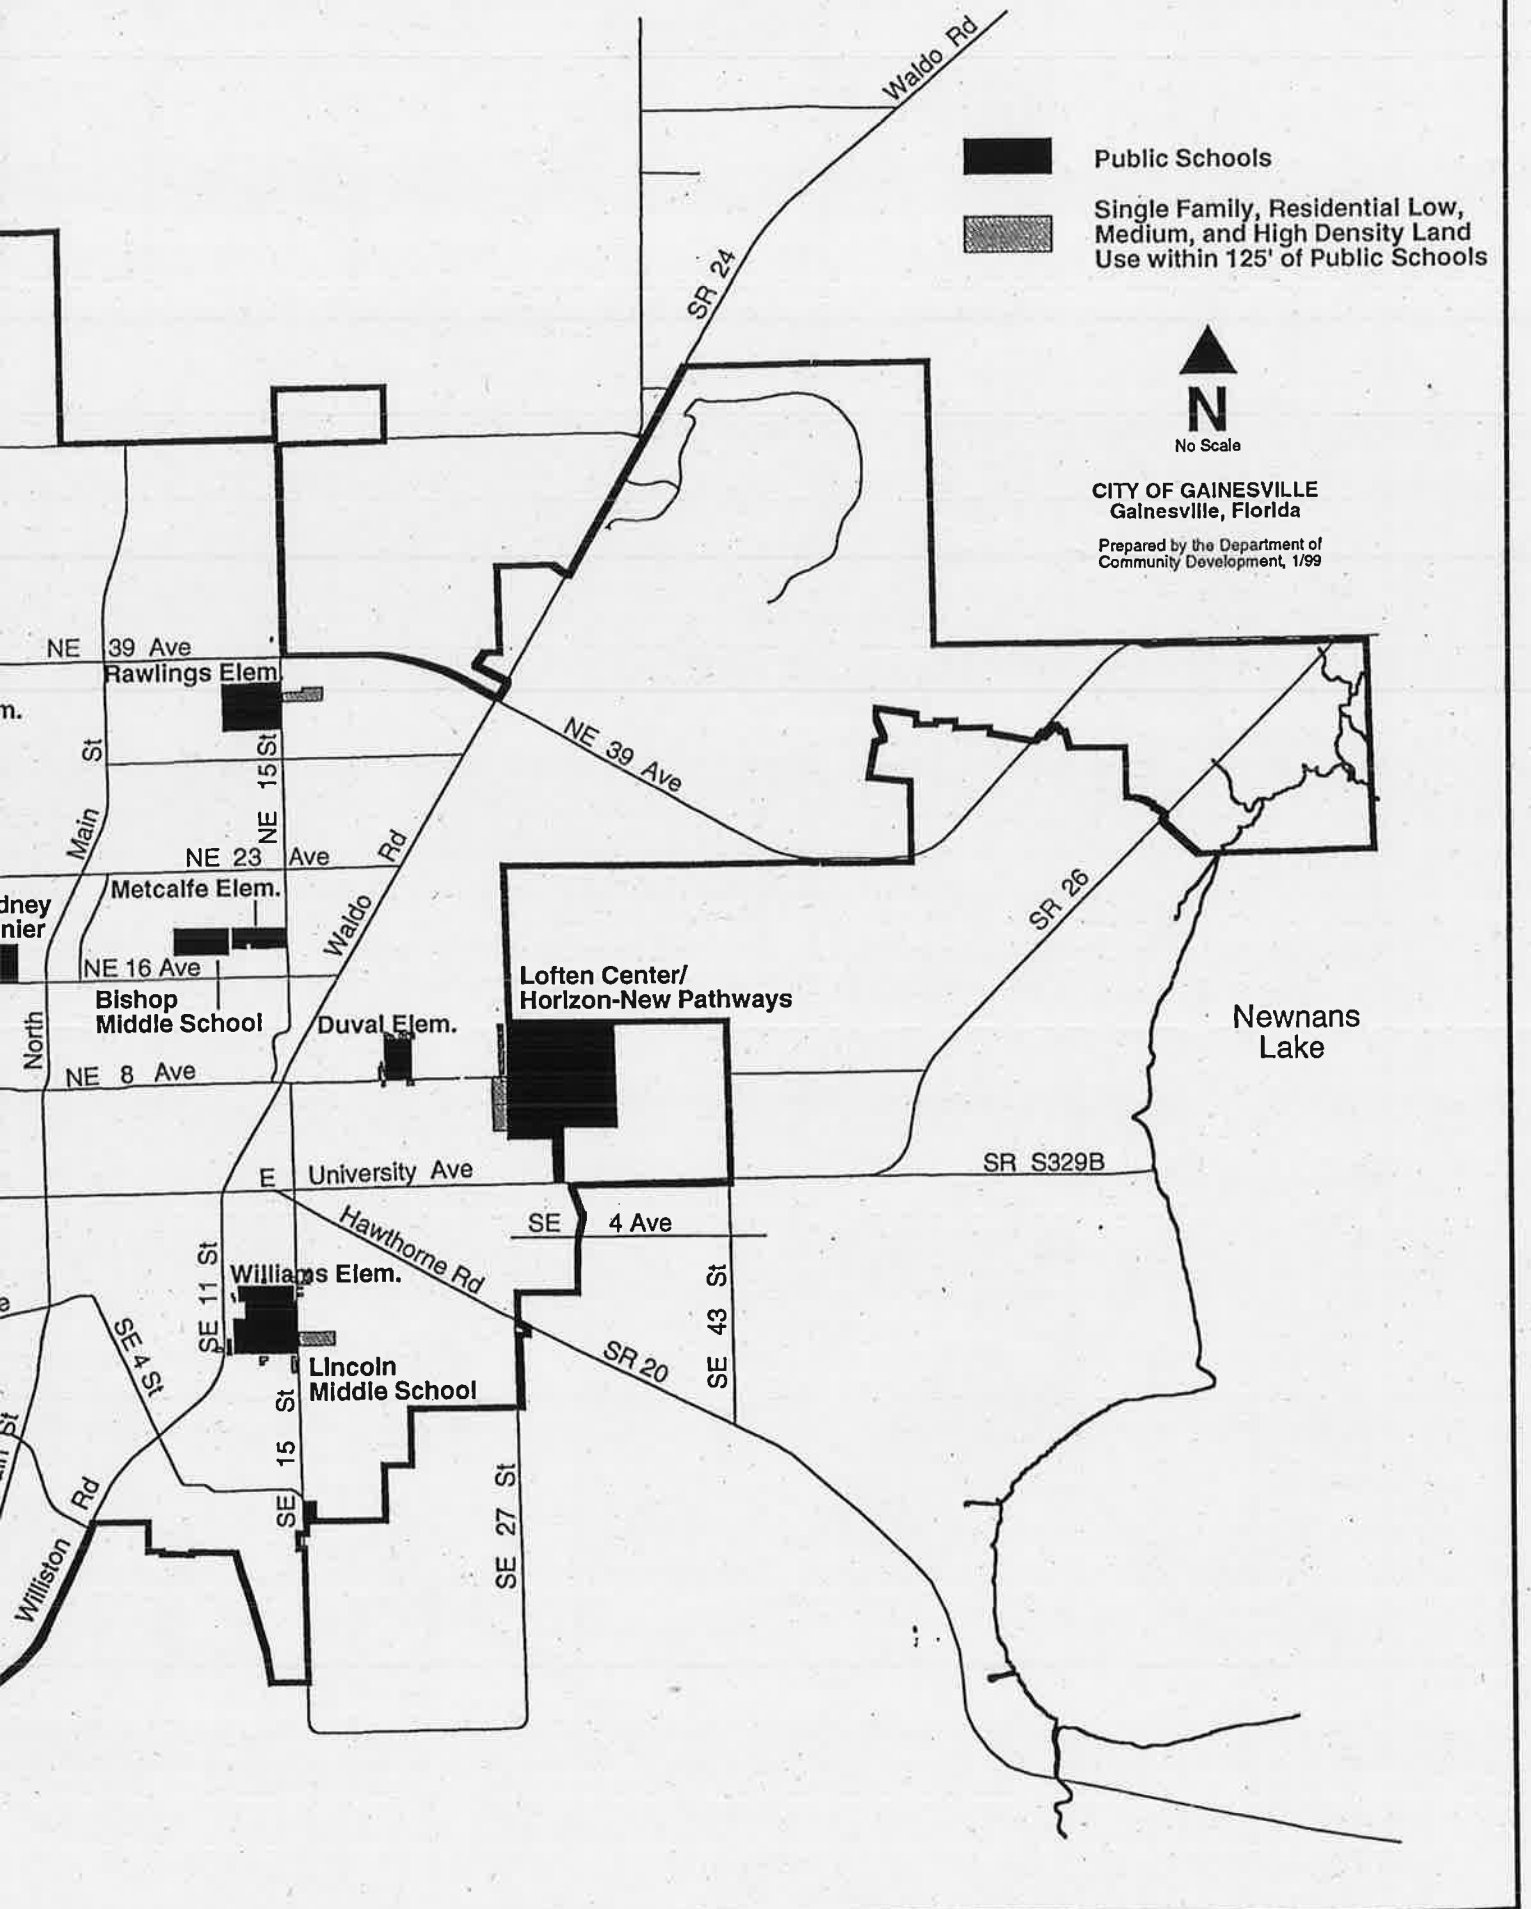 Waldo Rd
Public Schools
Single Family, Residential Low,
Medium, and High Density Land
Use within 125' of Public Schools
SR 24
N
No Scale
CITY OF GAINESVILLE
Gainesville, Florida
Prepared by the Department of
Community Development, 1/99
NE 39 Ave
Rawlings Elem.
m.
NE 39 Ave
Main St
NE 15 St
NE 23 Ave
Waldo Rd
Metcalfe Elem.
dney
nier
SR 26
NE 16 Ave
Loften Center/
Horizon-New Pathways
Bishop
Middle School
Duval Elem.
Newnans
Lake
North
NE 8 Ave
E University Ave
SR S329B
Hawthorne Rd
SE 4 Ave
SE 11 St
Williams Elem.
SE 43 St
SE 4 St
SR 20
Lincoln
Middle School
SE 15 St
St
SE 27 St
Williston Rd